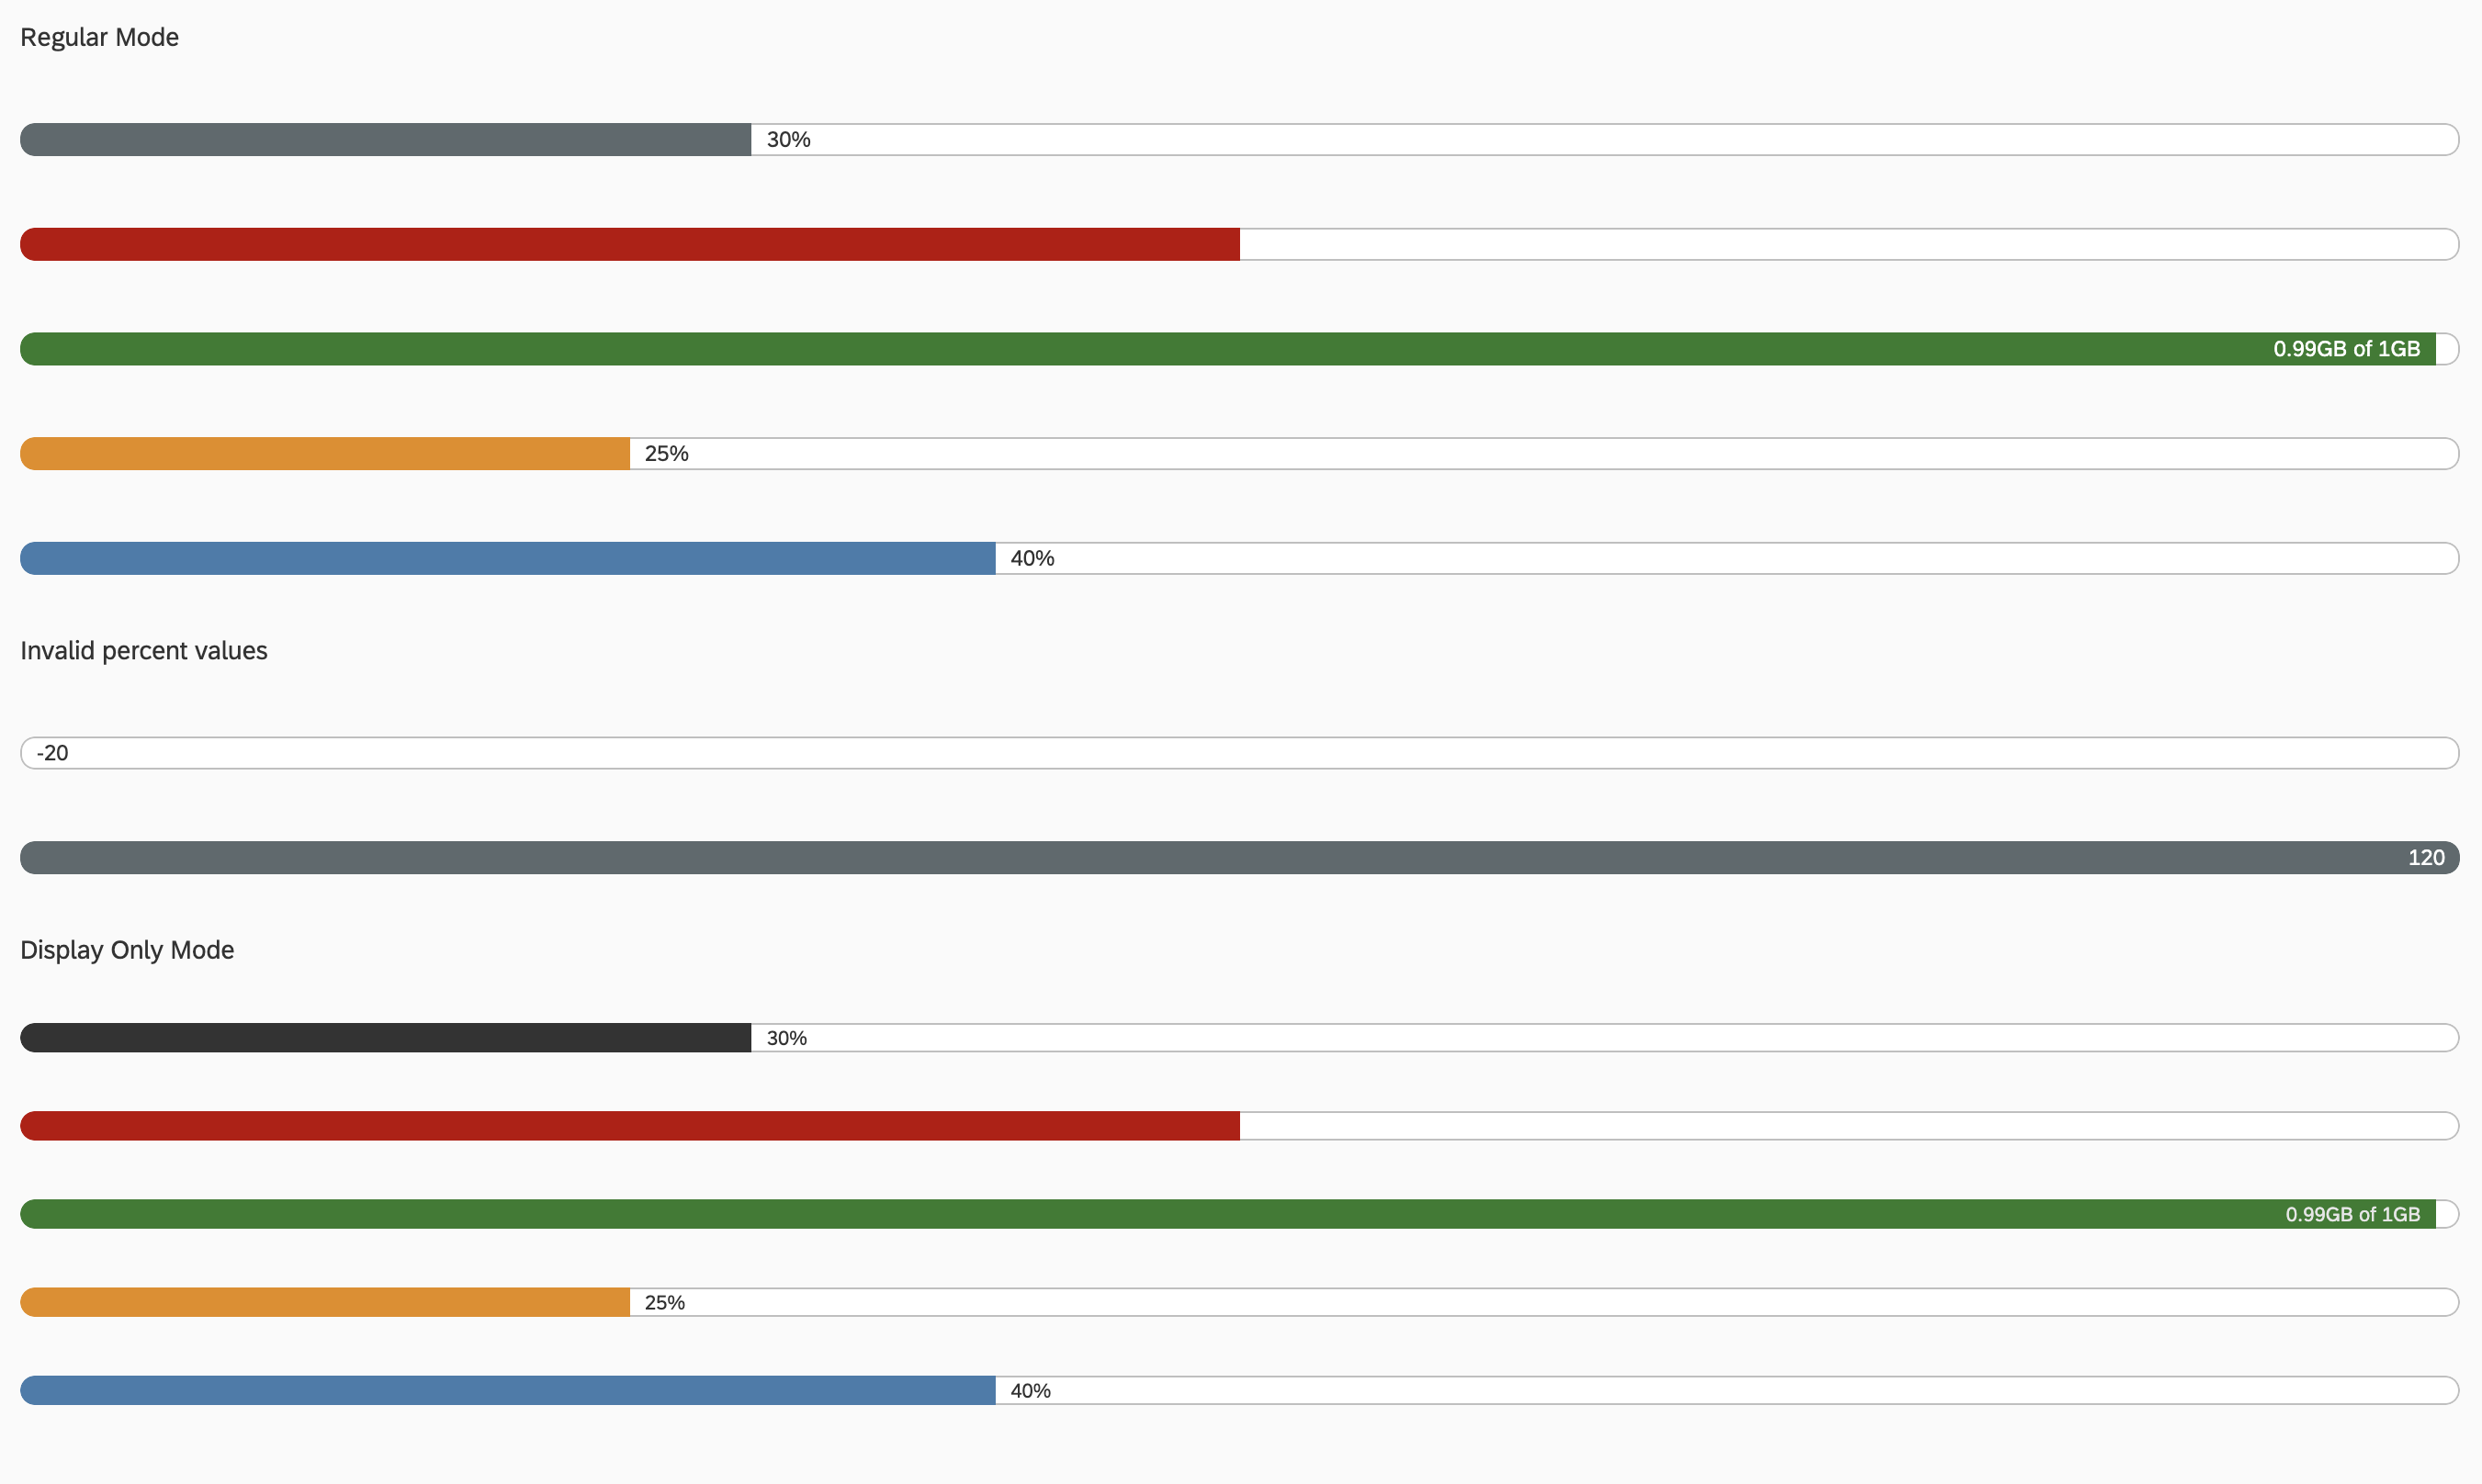 Regular Mode
30%
0.99GB of 1GB
25%
40%
Invalid percent values
-20
120
Display Only Mode
30%
0.99GB of 1GB
25%
40%